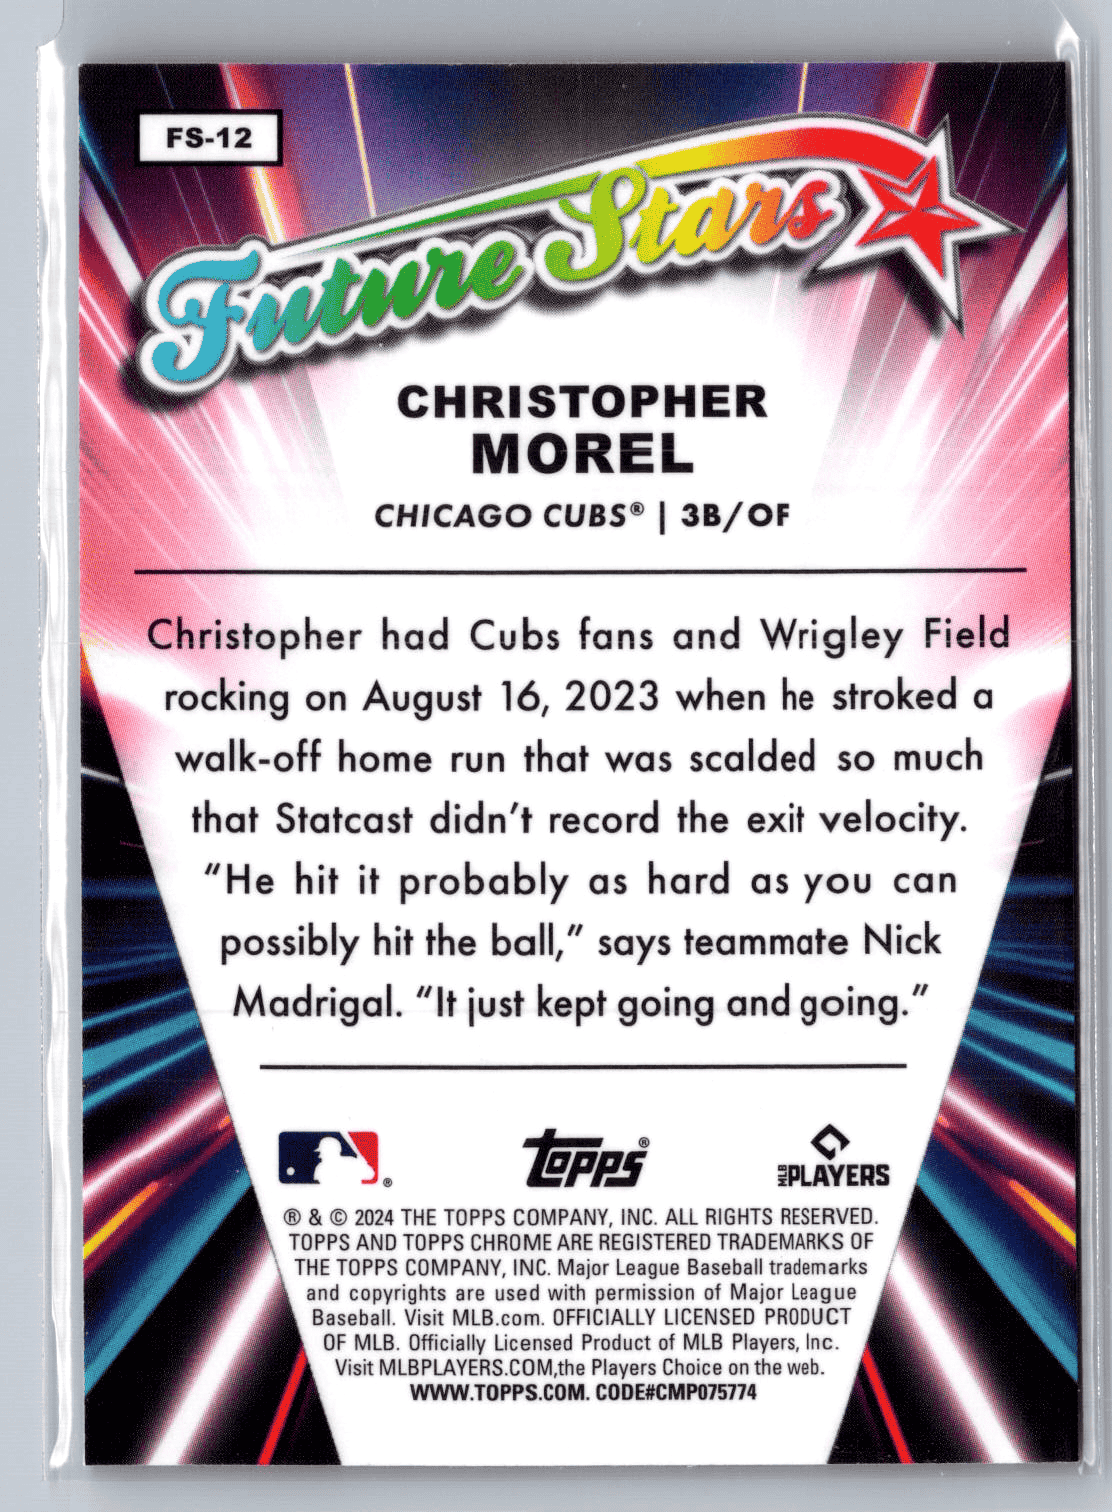 FS-12
Future Stars
CHRISTOPHER
MOREL
CHICAGO CUBS® | 3B/OF
Christopher had Cubs fans and Wrigley Field
rocking on August 16, 2023 when he stroked a
walk-off home run that was scalded so much
that Statcast didn't record the exit velocity.
"He hit it probably as hard as you can
possibly hit the ball," says teammate Nick
Madrigal. "It just kept going and going."
®
topps®
MLB PLAYERS
® & © 2024 THE TOPPS COMPANY, INC. ALL RIGHTS RESERVED.
TOPPS AND TOPPS CHROME ARE REGISTERED TRADEMARKS OF
THE TOPPS COMPANY, INC. Major League Baseball trademarks
and copyrights are used with permission of Major League
Baseball. Visit MLB.com. OFFICIALLY LICENSED PRODUCT
OF MLB. Officially Licensed Product of MLB Players, Inc.
Visit MLBPLAYERS.COM,the Players Choice on the web.
WWW.TOPPS.COM. CODE#CMP075774